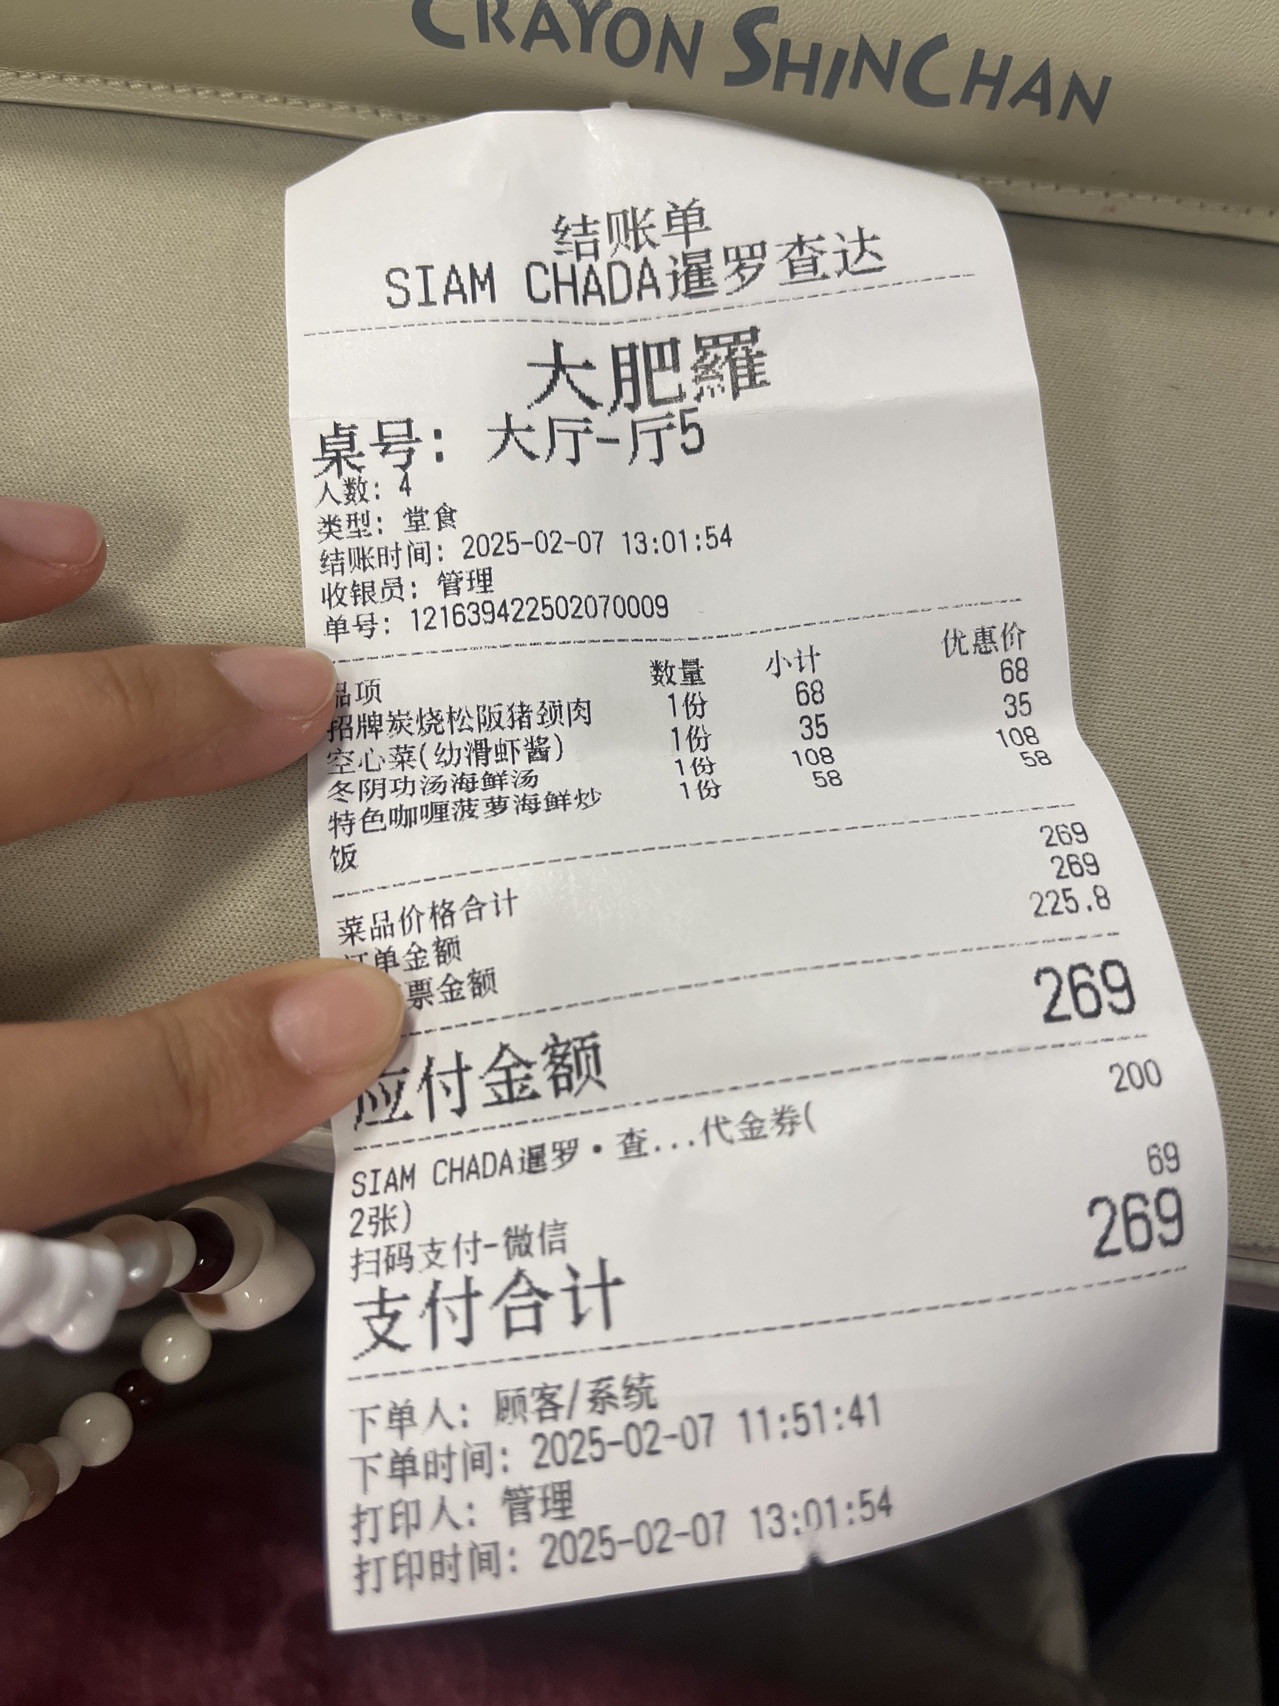 CRAYON SHINCHAN
结账单
SIAM CHADA暹罗查达
大肥羅
桌号: 大厅-厅5
人数: 4
类型: 堂食
结账时间: 2025-02-07 13:01:54
收银员: 管理
单号: 121639422502070009
品项 数量 小计 优惠价
招牌炭烧松阪猪颈肉 1份 68 68
空心菜(幼滑虾酱) 1份 35 35
冬阴功汤海鲜汤 1份 108 108
特色咖喱菠萝海鲜炒 1份 58 58
饭
菜品价格合计 269
订单金额 269
票金额 225.8
应付金额 269
SIAM CHADA暹罗·查...代金券( 200
2张)
扫码支付-微信 69
支付合计 269
下单人: 顾客/系统
下单时间: 2025-02-07 11:51:41
打印人: 管理
打印时间: 2025-02-07 13:01:54